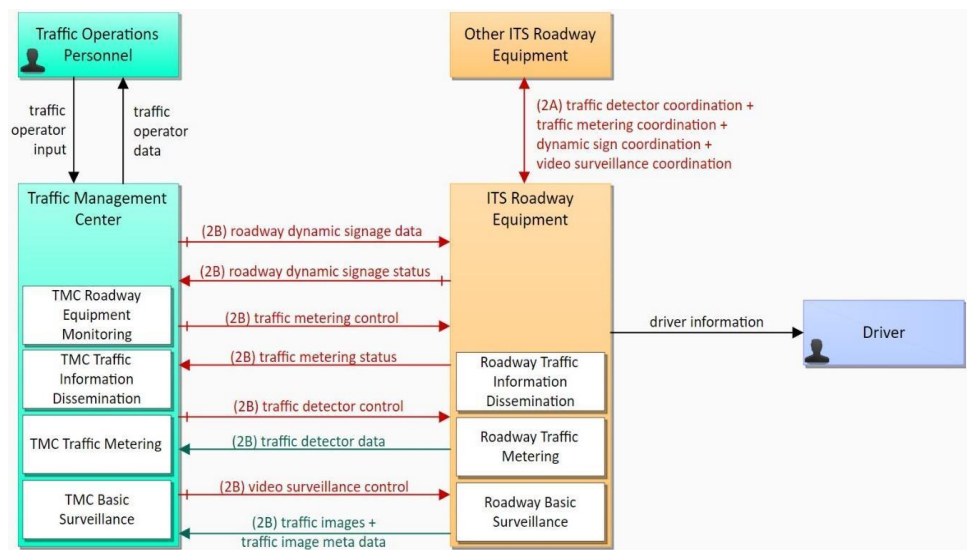 Traffic Operations
Personnel
Other ITS Roadway
Equipment
traffic
operator
input
traffic
operator
data
(2A) traffic detector coordination +
traffic metering coordination +
dynamic sign coordination +
video surveillance coordination
Traffic Management
Center
ITS Roadway
Equipment
(2B) roadway dynamic signage data
(2B) roadway dynamic signage status
TMC Roadway
Equipment
Monitoring
(2B) traffic metering control
driver information
Driver
TMC Traffic
Information
Dissemination
(2B) traffic metering status
Roadway Traffic
Information
Dissemination
(2B) traffic detector control
TMC Traffic Metering
(2B) traffic detector data
Roadway Traffic
Metering
(2B) video surveillance control
TMC Basic
Surveillance
Roadway Basic
Surveillance
(2B) traffic images +
traffic image meta data